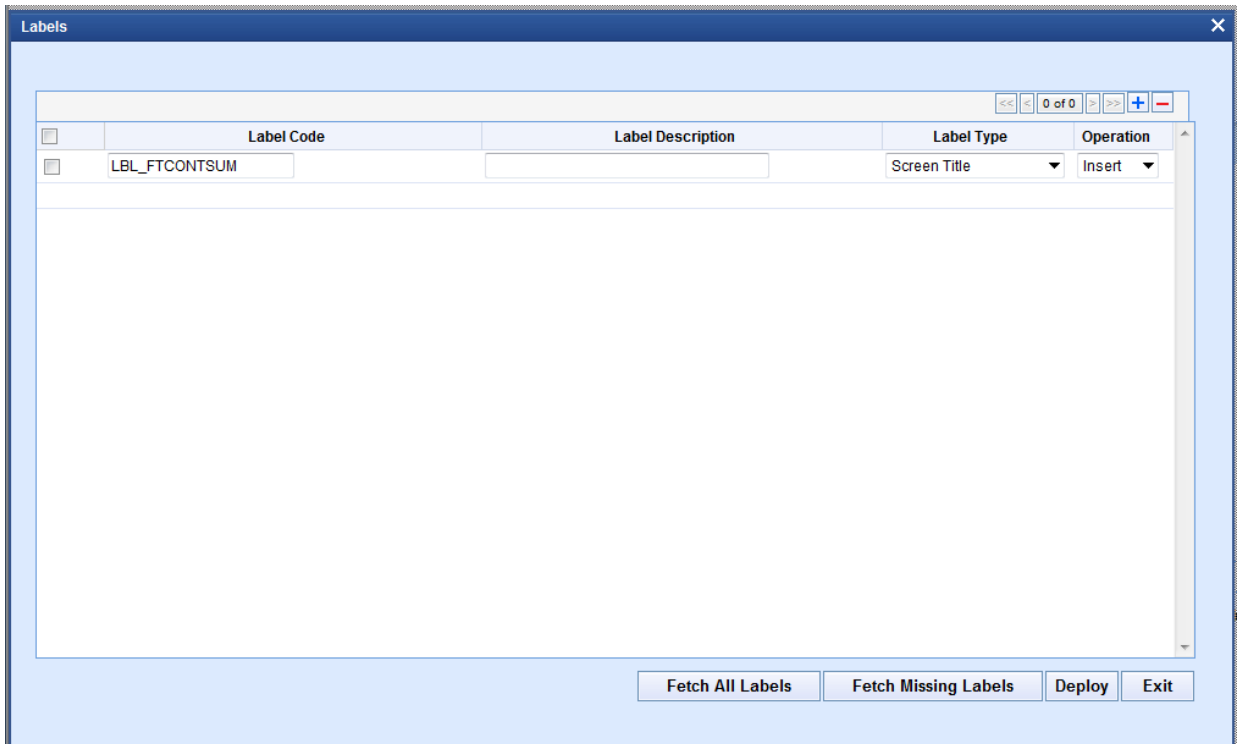 Labels
<< < 0 of 0 > >>
Label Code Label Description Label Type Operation
LBL_FTCONTSUM Screen Title Insert
Fetch All Labels Fetch Missing Labels Deploy Exit